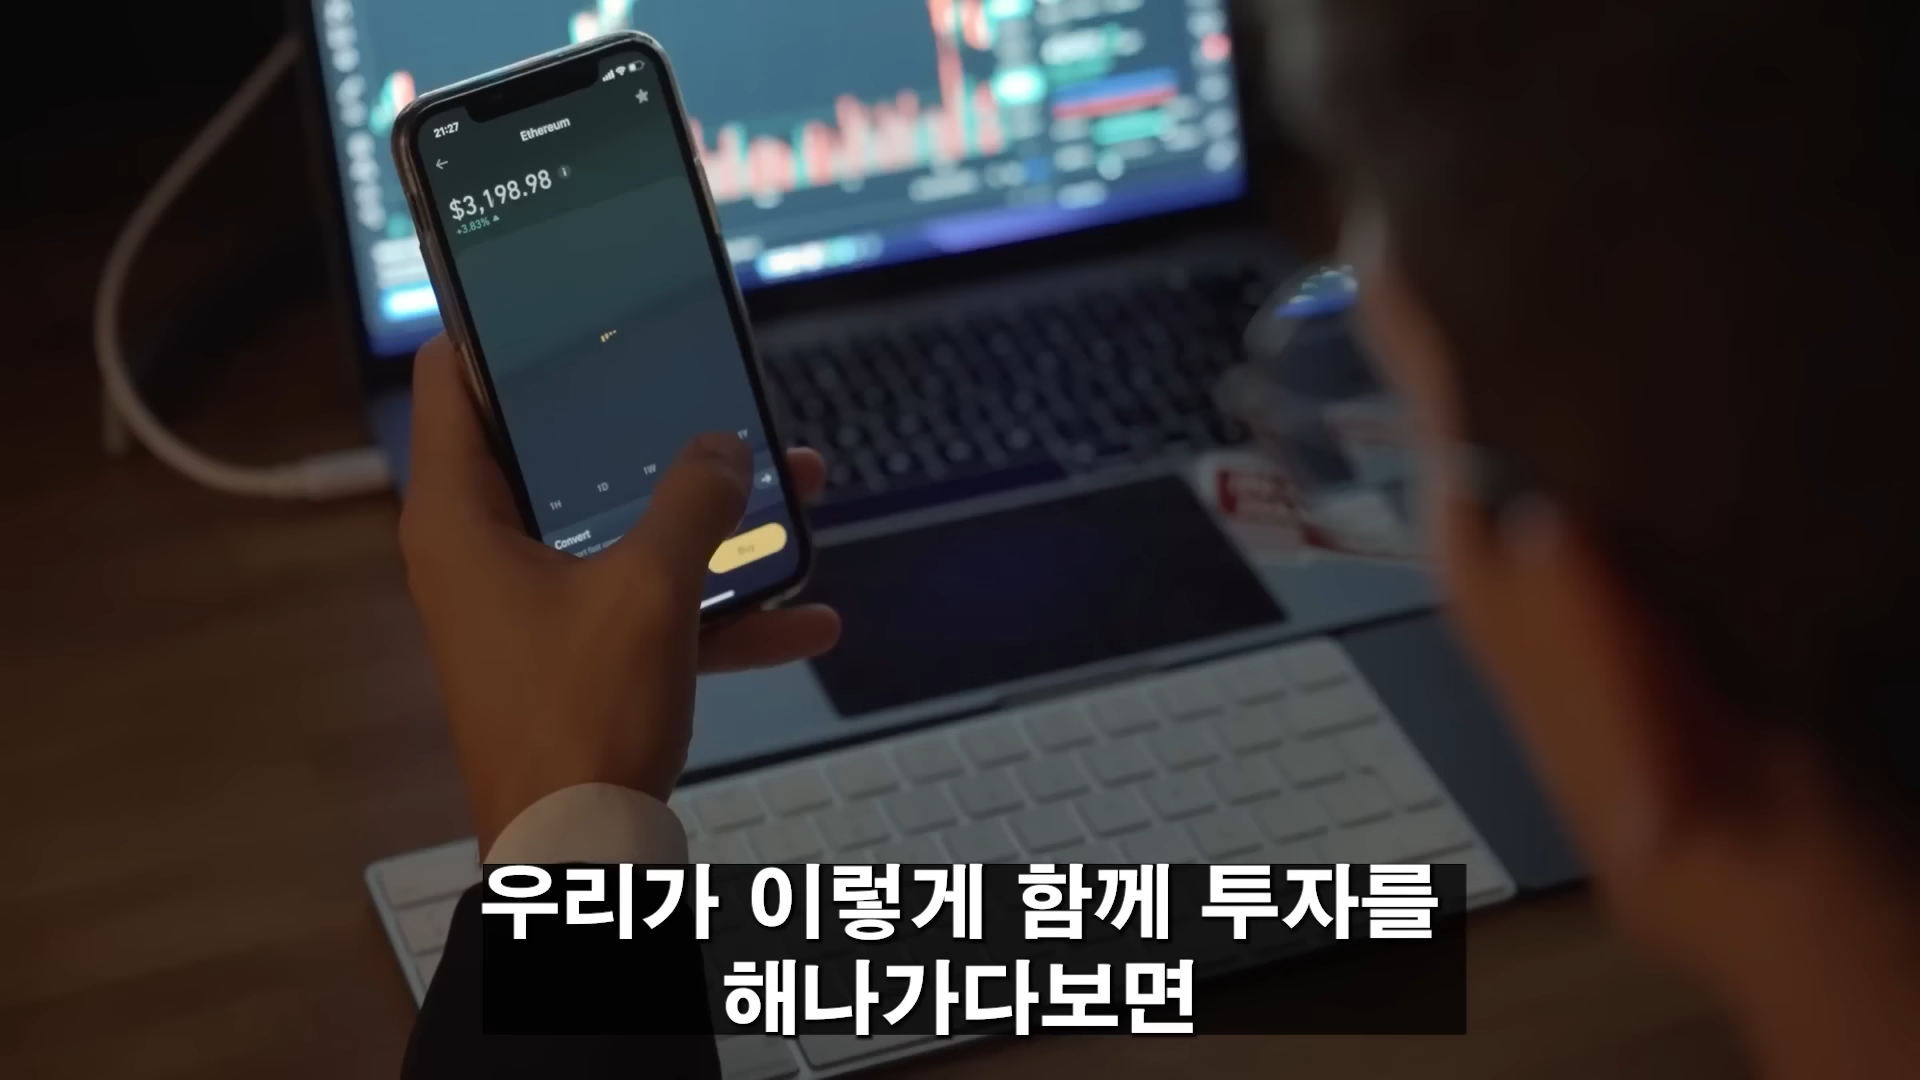 21:27
Ethereum
$3,198.98
+3.83%
1H 1D 1W 1Y
Convert
Buy
우리가 이렇게 함께 투자를
해나가다보면